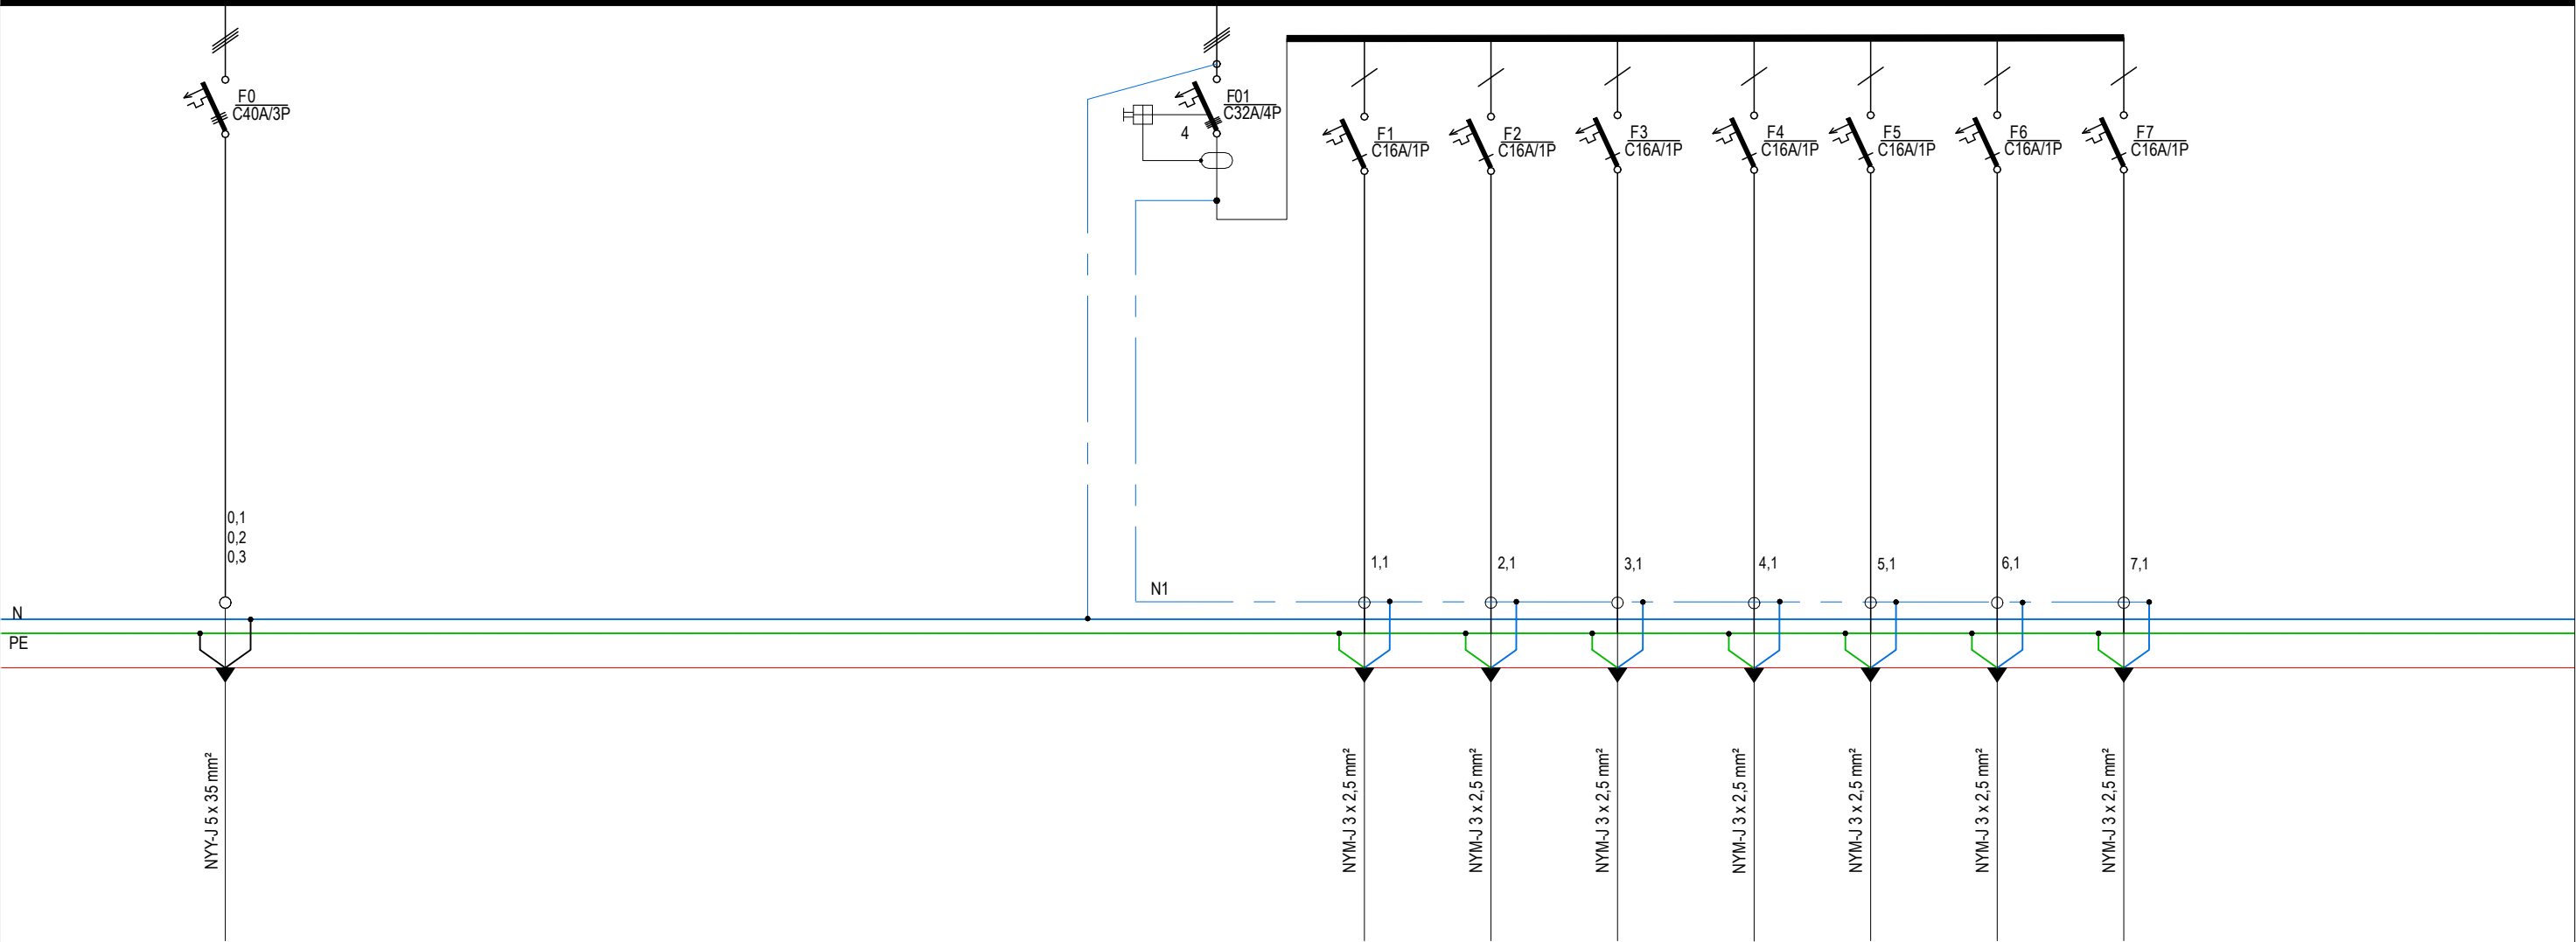 F0
C40A/3P
F01
C32A/4P
4
F1
C16A/1P
F2
C16A/1P
F3
C16A/1P
F4
C16A/1P
F5
C16A/1P
F6
C16A/1P
F7
C16A/1P
0,1
0,2
0,3
1,1
2,1
3,1
4,1
5,1
6,1
7,1
N1
N
PE
NYY-J 5 x 35 mm²
NYM-J 3 x 2,5 mm²
NYM-J 3 x 2,5 mm²
NYM-J 3 x 2,5 mm²
NYM-J 3 x 2,5 mm²
NYM-J 3 x 2,5 mm²
NYM-J 3 x 2,5 mm²
NYM-J 3 x 2,5 mm²